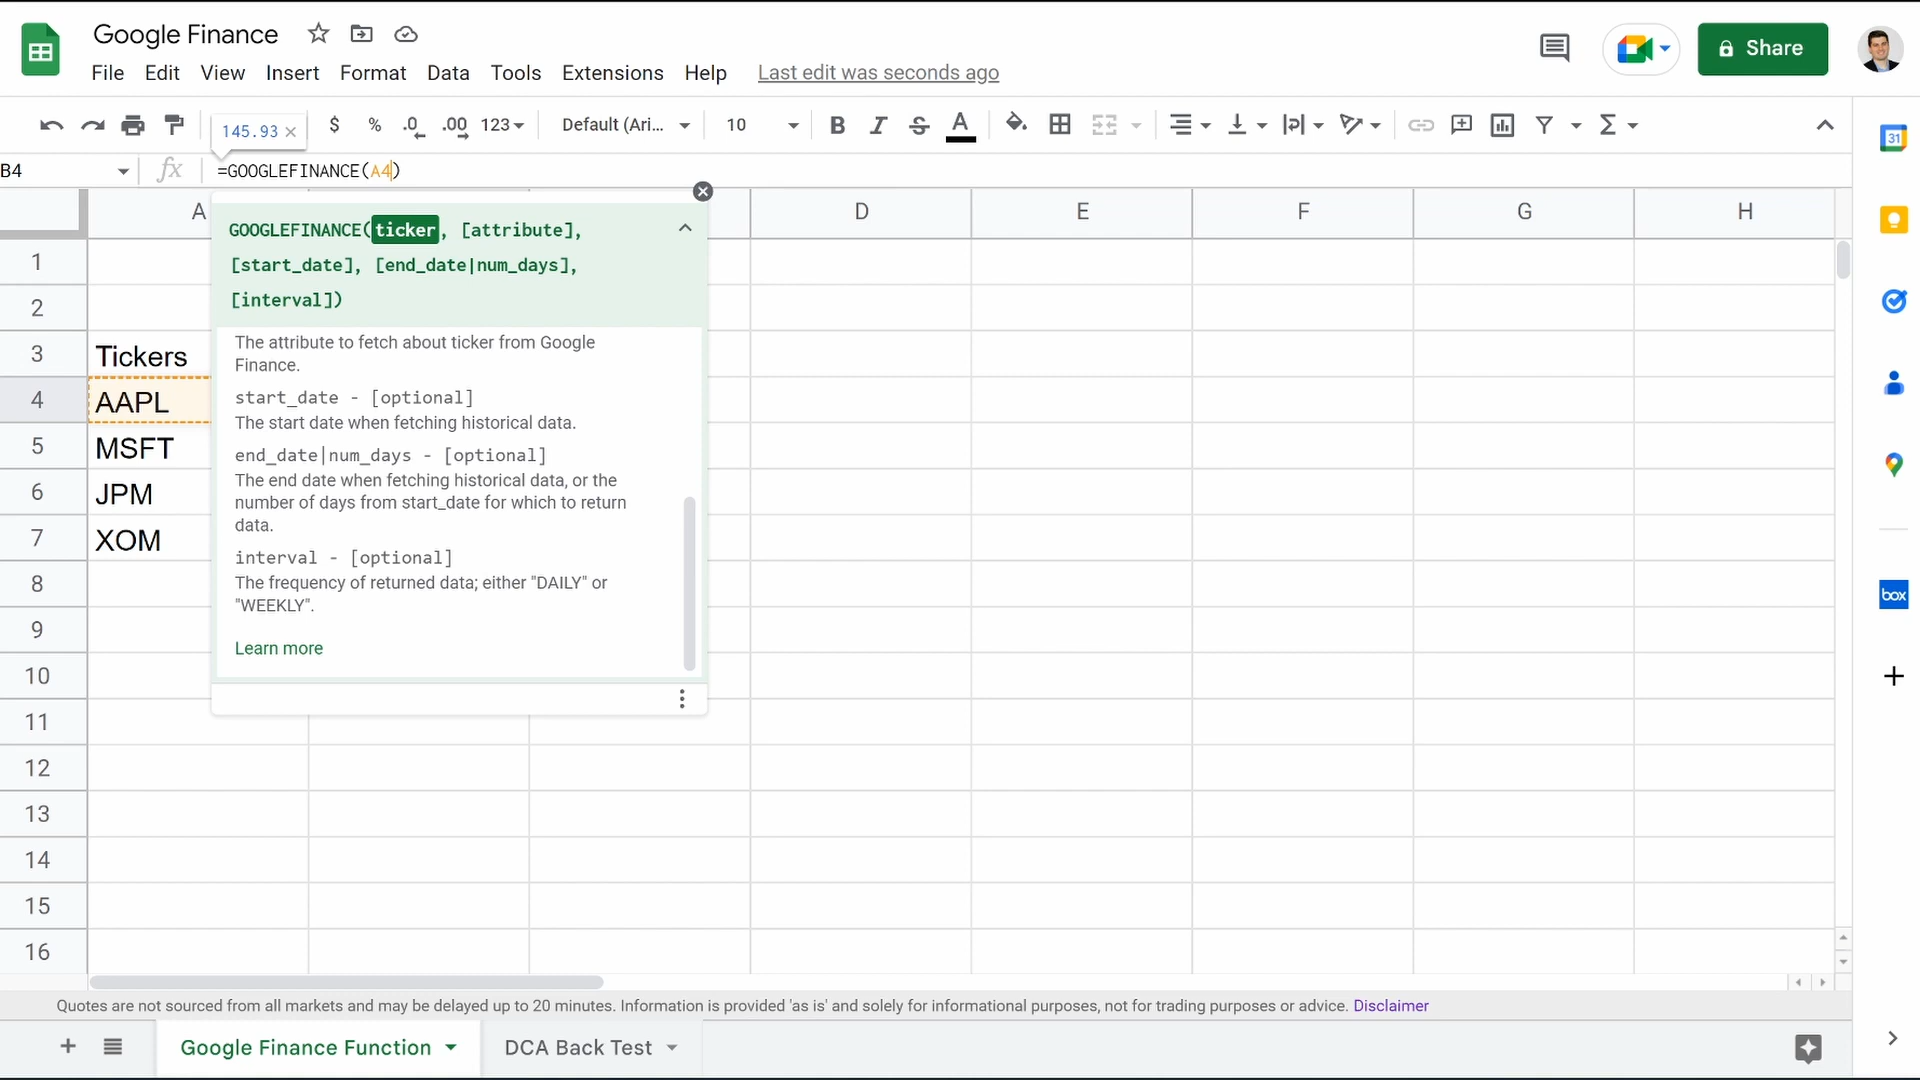 Google Finance
File Edit View Insert Format Data Tools Extensions Help Last edit was seconds ago
Share
145.93 ×
$ % .0 .00 123 Default (Ari... 10 B I S A Σ
31
B4 fx =GOOGLEFINANCE(A4)
A D E F G H
GOOGLEFINANCE(ticker, [attribute],
[start_date], [end_date|num_days],
[interval])
The attribute to fetch about ticker from Google
Finance.
start_date - [optional]
The start date when fetching historical data.
end_date|num_days - [optional]
The end date when fetching historical data, or the
number of days from start_date for which to return
data.
interval - [optional]
The frequency of returned data; either "DAILY" or
"WEEKLY".
Learn more
1
2
3 Tickers
4 AAPL
5 MSFT
6 JPM
7 XOM
8
9
10
11
12
13
14
15
16
box
Quotes are not sourced from all markets and may be delayed up to 20 minutes. Information is provided 'as is' and solely for informational purposes, not for trading purposes or advice. Disclaimer
Google Finance Function DCA Back Test